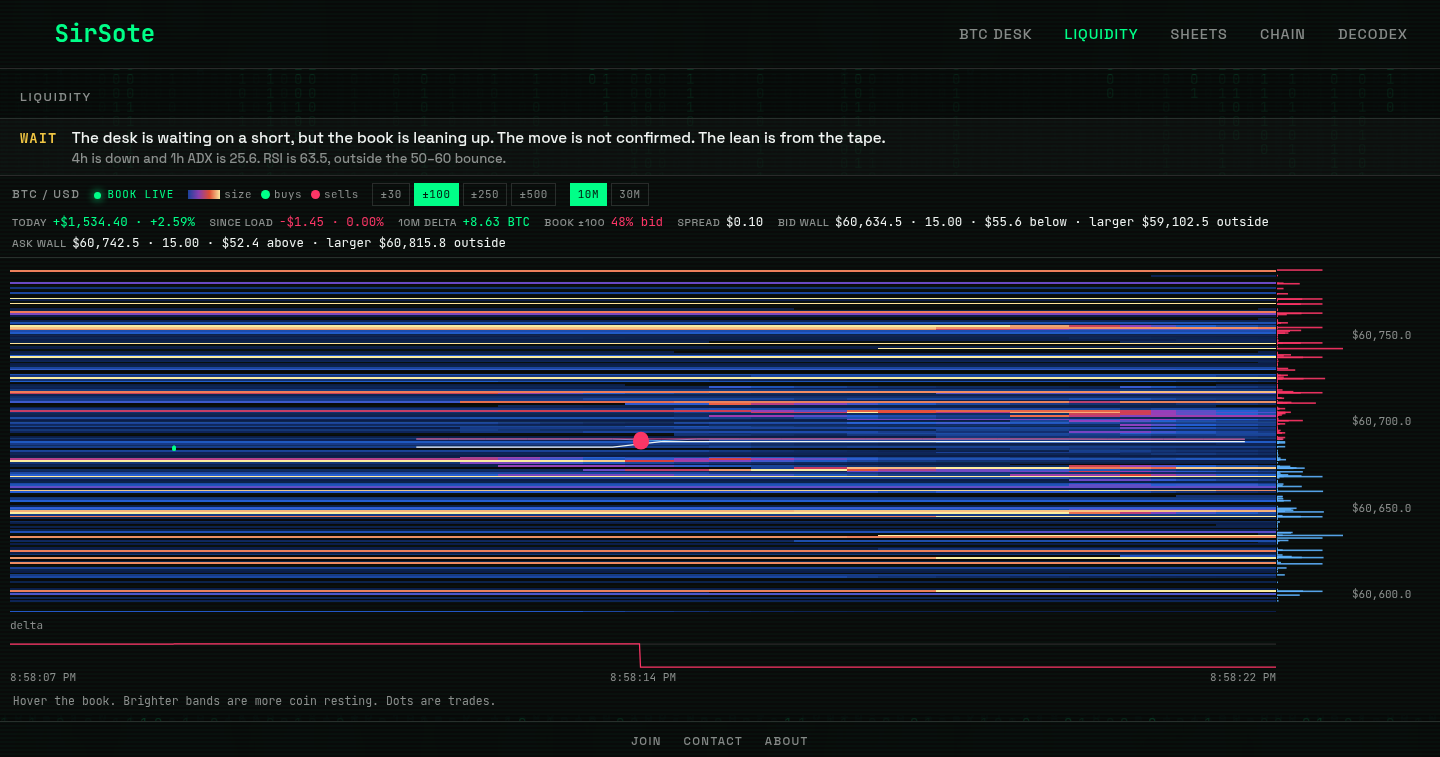 SirSote
BTC DESK LIQUIDITY SHEETS CHAIN DECODEX
LIQUIDITY
WAIT The desk is waiting on a short, but the book is leaning up. The move is not confirmed. The lean is from the tape.
4h is down and 1h ADX is 25.6. RSI is 63.5, outside the 50–60 bounce.
BTC / USD BOOK LIVE size buys sells ±30 ±100 ±250 ±500 10M 30M
TODAY +$1,534.40 · +2.59% SINCE LOAD -$1.45 · 0.00% 10M DELTA +8.63 BTC BOOK ±100 48% bid SPREAD $0.10 BID WALL $60,634.5 · 15.00 · $55.6 below · larger $59,102.5 outside
ASK WALL $60,742.5 · 15.00 · $52.4 above · larger $60,815.8 outside
$60,750.0
$60,700.0
$60,650.0
$60,600.0
delta
8:58:07 PM 8:58:14 PM 8:58:22 PM
Hover the book. Brighter bands are more coin resting. Dots are trades.
JOIN CONTACT ABOUT